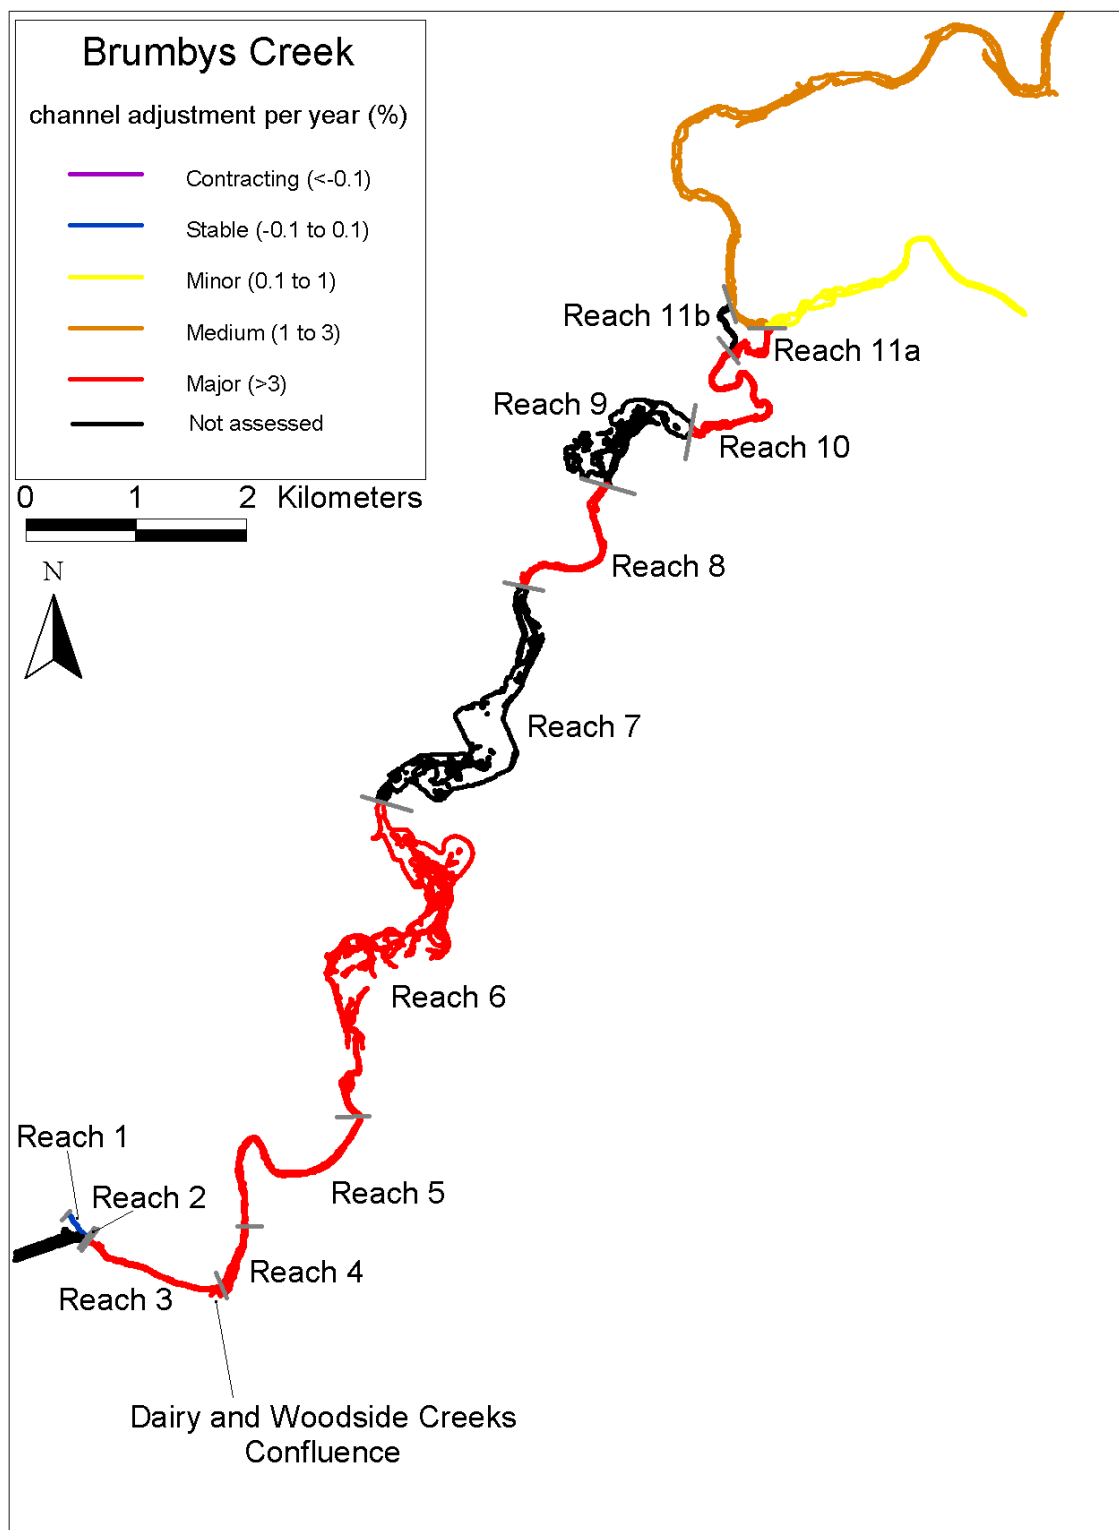 Brumbys Creek
channel adjustment per year (%)
Contracting (<-0.1)
Stable (-0.1 to 0.1)
Minor (0.1 to 1)
Medium (1 to 3)
Major (>3)
Not assessed
0 1 2 Kilometers
N
Reach 11b
Reach 11a
Reach 9
Reach 10
Reach 8
Reach 7
Reach 6
Reach 1
Reach 2
Reach 5
Reach 4
Reach 3
Dairy and Woodside Creeks
Confluence